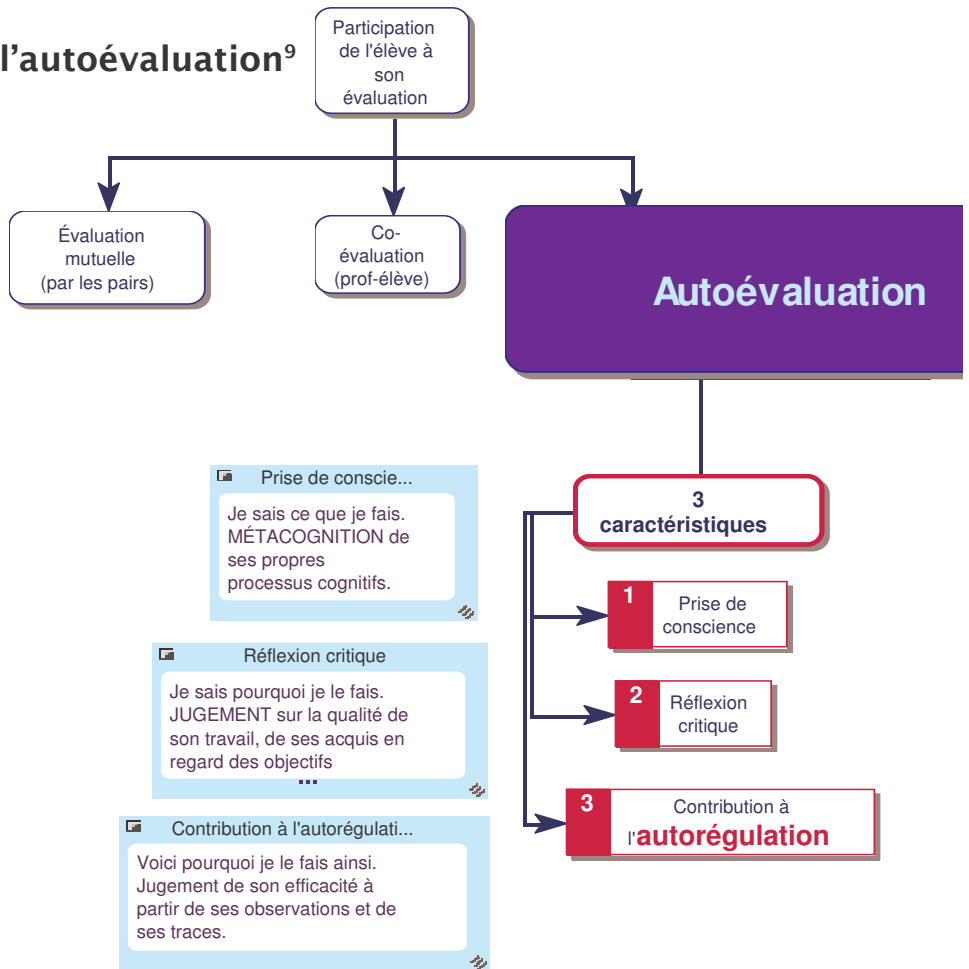 l'autoévaluation⁹
Participation
de l'élève à
son
évaluation
Évaluation
mutuelle
(par les pairs)
Co-
évaluation
(prof-élève)
Autoévaluation
3
caractéristiques
Prise de conscie...
Je sais ce que je fais.
MÉTACOGNITION de
ses propres
processus cognitifs.
1
Prise de
conscience
Réflexion critique
Je sais pourquoi je le fais.
JUGEMENT sur la qualité de
son travail, de ses acquis en
regard des objectifs
...
2
Réflexion
critique
Contribution à l'autorégulati...
Voici pourquoi je le fais ainsi.
Jugement de son efficacité à
partir de ses observations et de
ses traces.
3
Contribution à
l'autorégulation